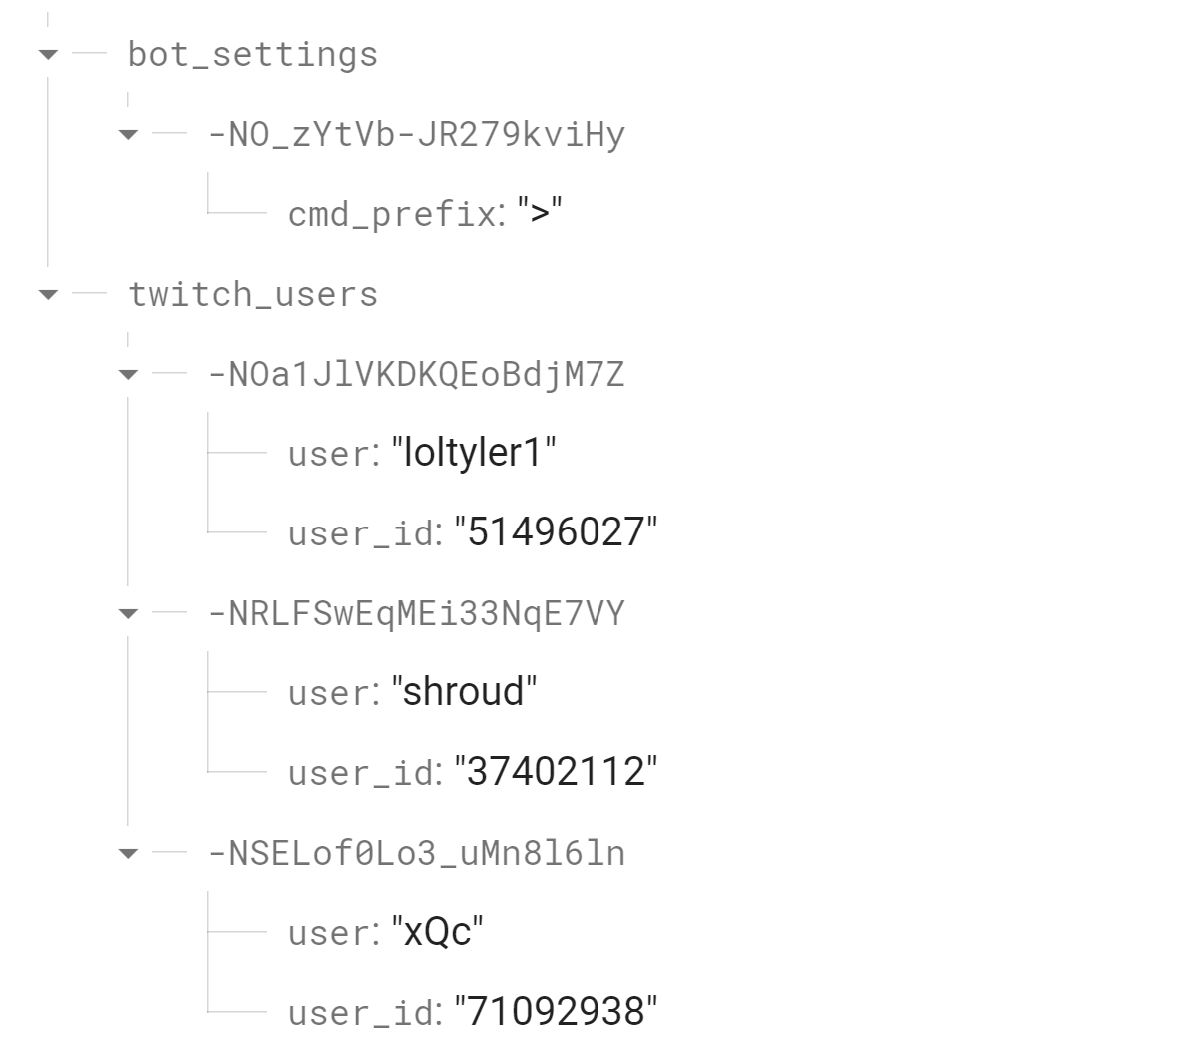 bot_settings
-NO_zYtVb-JR279kviHy
cmd_prefix: ">"
twitch_users
-NOa1JlVKDKQEoBdjM7Z
user: "loltyler1"
user_id: "51496027"
-NRLFSwEqMEi33NqE7VY
user: "shroud"
user_id: "37402112"
-NSELof0Lo3_uMn8l6ln
user: "xQc"
user_id: "71092938"